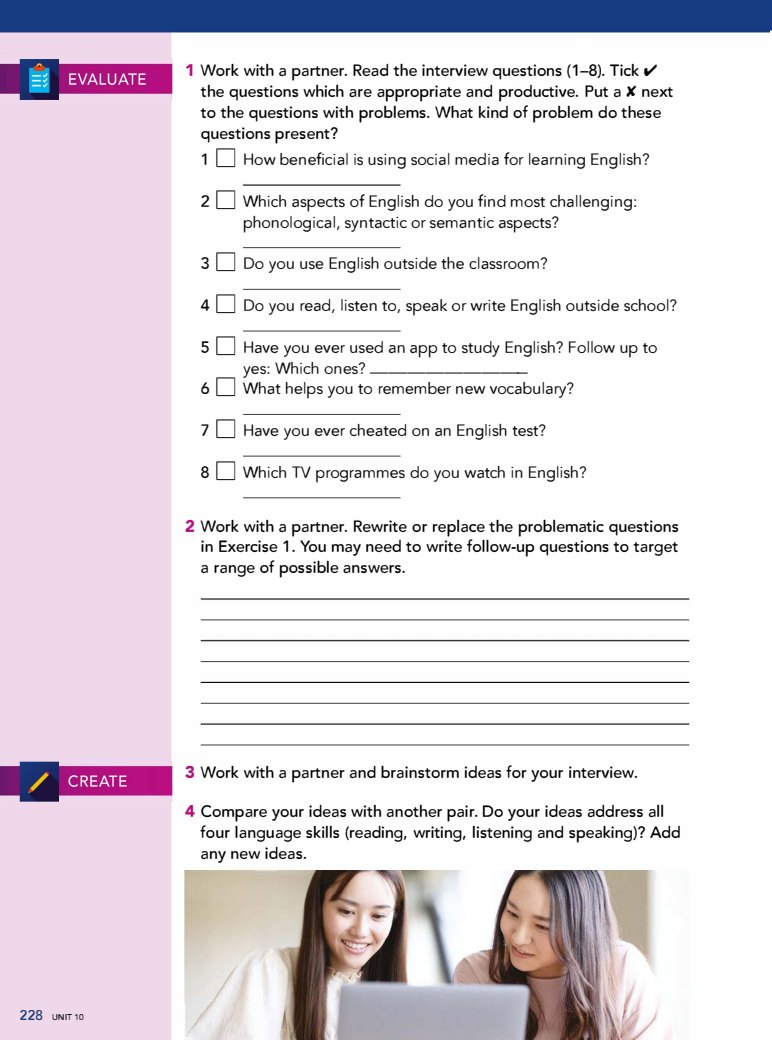 EVALUATE
1 Work with a partner. Read the interview questions (1–8). Tick ✔
the questions which are appropriate and productive. Put a ✘ next
to the questions with problems. What kind of problem do these
questions present?
1 How beneficial is using social media for learning English?
2 Which aspects of English do you find most challenging:
phonological, syntactic or semantic aspects?
3 Do you use English outside the classroom?
4 Do you read, listen to, speak or write English outside school?
5 Have you ever used an app to study English? Follow up to
yes: Which ones?
6 What helps you to remember new vocabulary?
7 Have you ever cheated on an English test?
8 Which TV programmes do you watch in English?
2 Work with a partner. Rewrite or replace the problematic questions
in Exercise 1. You may need to write follow-up questions to target
a range of possible answers.
CREATE
3 Work with a partner and brainstorm ideas for your interview.
4 Compare your ideas with another pair. Do your ideas address all
four language skills (reading, writing, listening and speaking)? Add
any new ideas.
228 UNIT 10